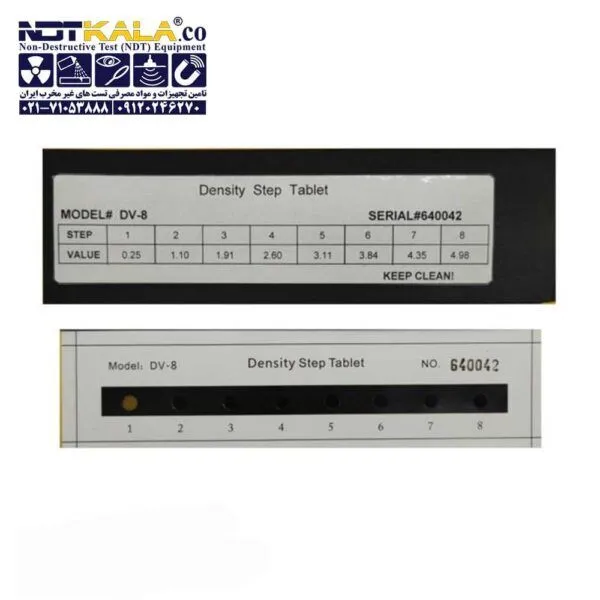 NDTKALA®.co
Non-Destructive Test (NDT) Equipment
تامین تجهیزات و مواد مصرفی تست های غیر مخرب ایران
۰۲۱-۷۱۰۵۳۸۸۸ ۰۹۱۲۰۲۴۶۲۷۰
Density Step Tablet
MODEL# DV-8 SERIAL#640042
STEP 1 2 3 4 5 6 7 8
VALUE 0.25 1.10 1.91 2.60 3.11 3.84 4.35 4.98
KEEP CLEAN!
Model: DV-8 Density Step Tablet NO. 640042
1 2 3 4 5 6 7 8